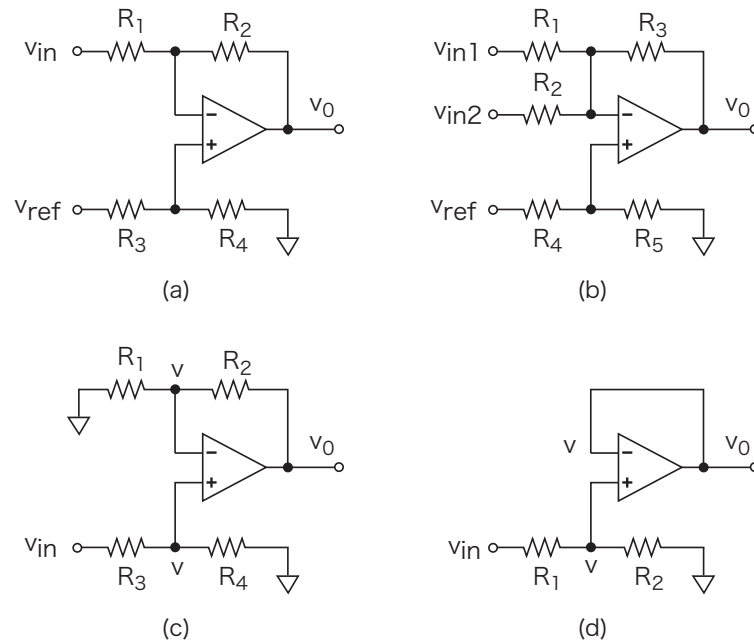 R1 R2
vin
v0
−
+
vref
R3 R4
(a)
R1 R3
vin1
R2
vin2
v0
−
+
vref
R4 R5
(b)
R1 v R2
v0
−
+
vin
R3 v R4
(c)
v0
v
−
+
vin
R1 v R2
(d)